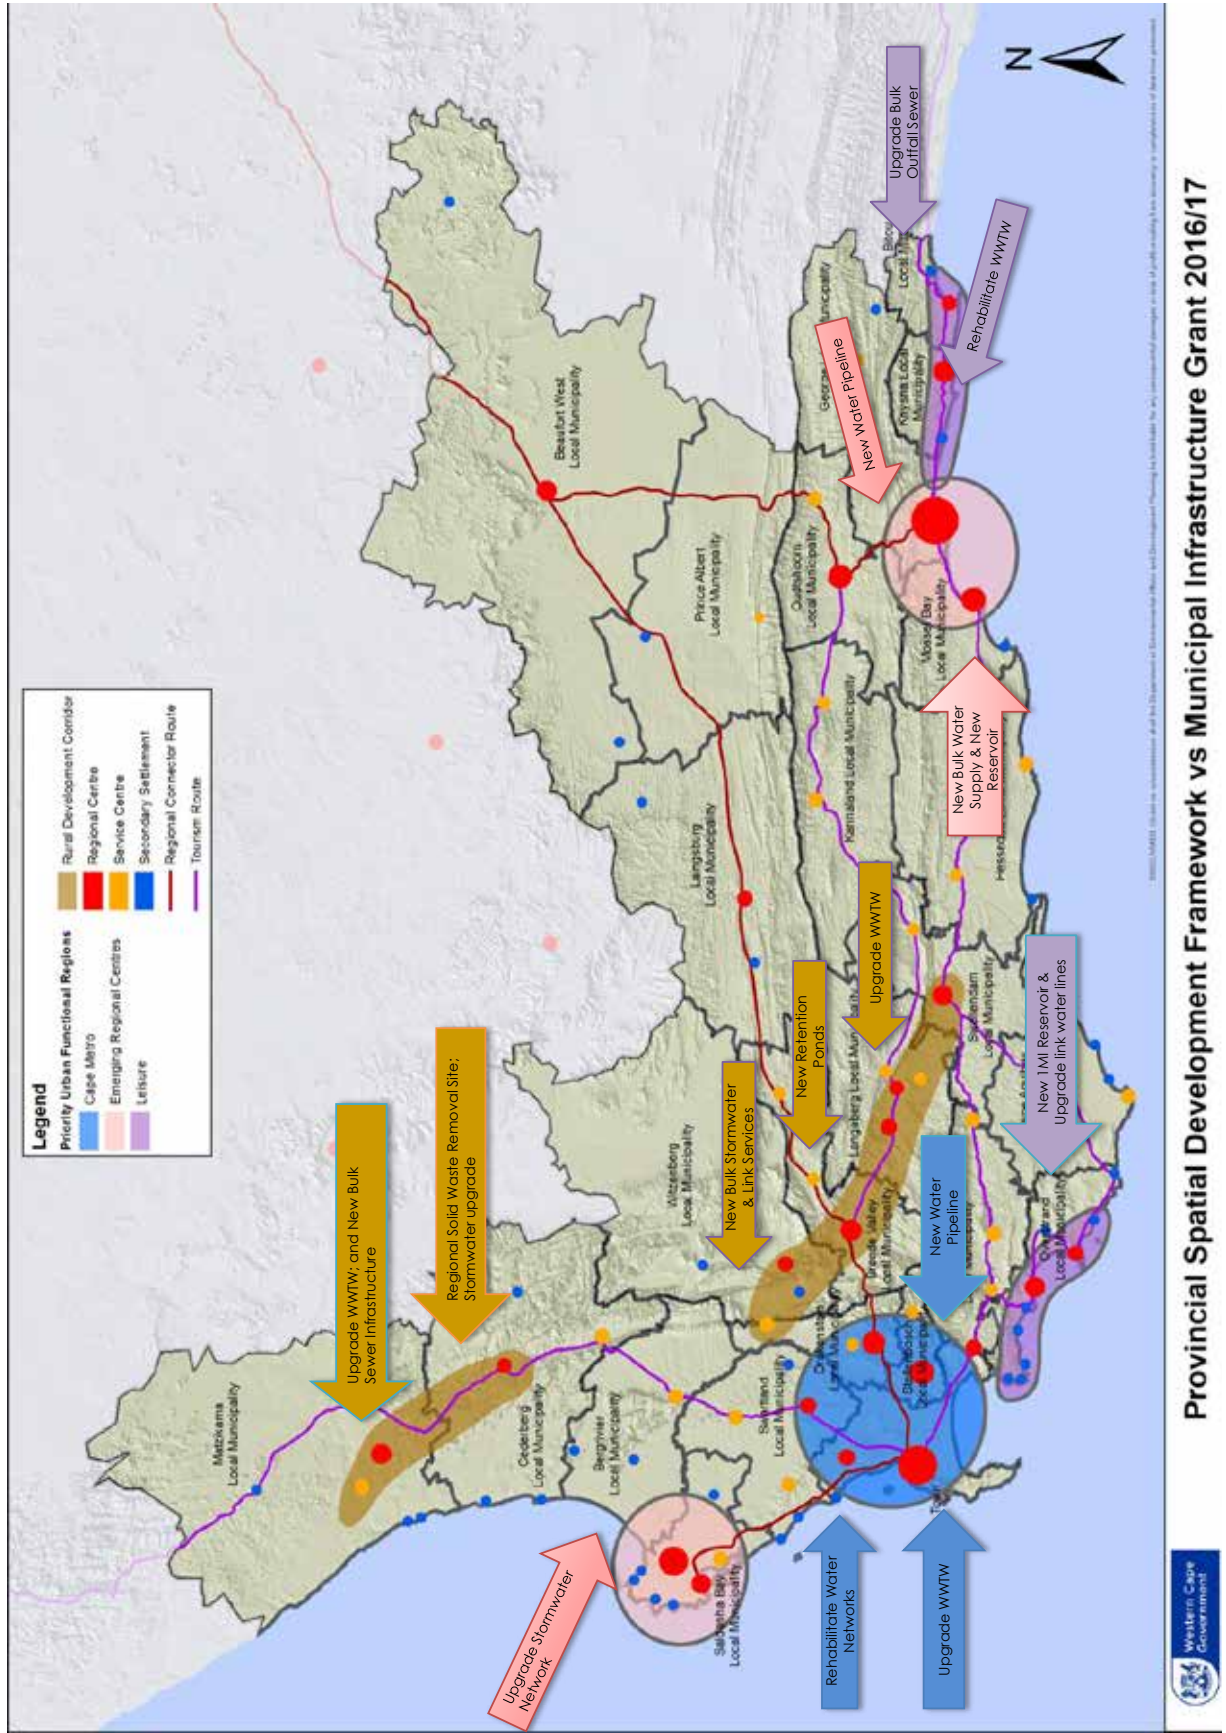 Legend
Priority Urban Functional Regions
Cape Metro
Emerging Regional Centres
Leisure
Rural Development Corridor
Regional Centre
Service Centre
Secondary Settlement
Regional Connector Route
Tourism Route
Upgrade WWTW; and New Bulk
Sewer Infrastructure
Regional Solid Waste Removal Site;
Stormwater upgrade
Matzikama
Local Municipality
Cederberg
Local Municipality
Bergrivier
Local Municipality
Upgrade Stormwater
Network
Saldanha Bay
Local Municipality
Swartland
Local Municipality
Witzenberg
Local Municipality
New Bulk Stormwater
& Link Services
New Retention
Ponds
Upgrade WWTW
Laingsburg
Local Municipality
Prince Albert
Local Municipality
Beaufort West
Local Municipality
Langeberg Local
Breede Valley
Local Municipality
Kannaland Local Municipality
Oudtshoorn
Local Municipality
New Water Pipeline
Municipality
Knysna Local
Municipality
Local
Upgrade Bulk
Outfall Sewer
Rehabilitate WWTW
Mossel Bay
Local Municipality
New Bulk Water
Supply & New
Reservoir
Swellendam
Local Municipality
New 1Ml Reservoir &
Upgrade link water lines
New Water
Pipeline
Local Municipality
Stellenbosch
Local Municipality
Rehabilitate Water
Networks
Upgrade WWTW
N
Western Cape
Government
Provincial Spatial Development Framework vs Municipal Infrastructure Grant 2016/17